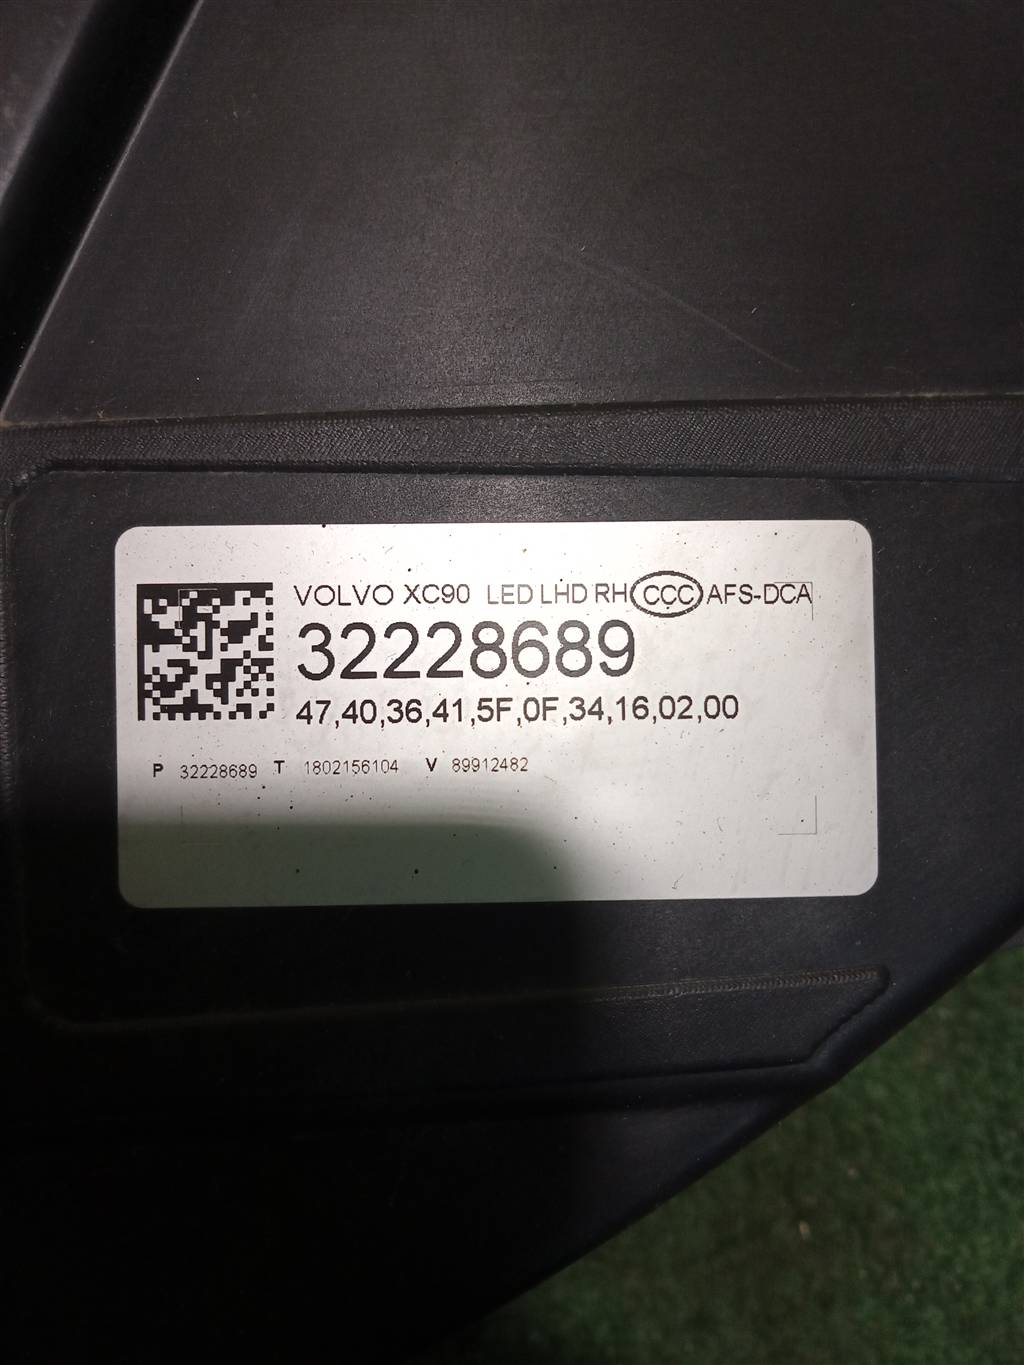 VOLVO XC90 LED LHD RH CCC AFS-DCA
32228689
47,40,36,41,5F,0F,34,16,02,00
P 32228689 T 1802156104 V 89912482